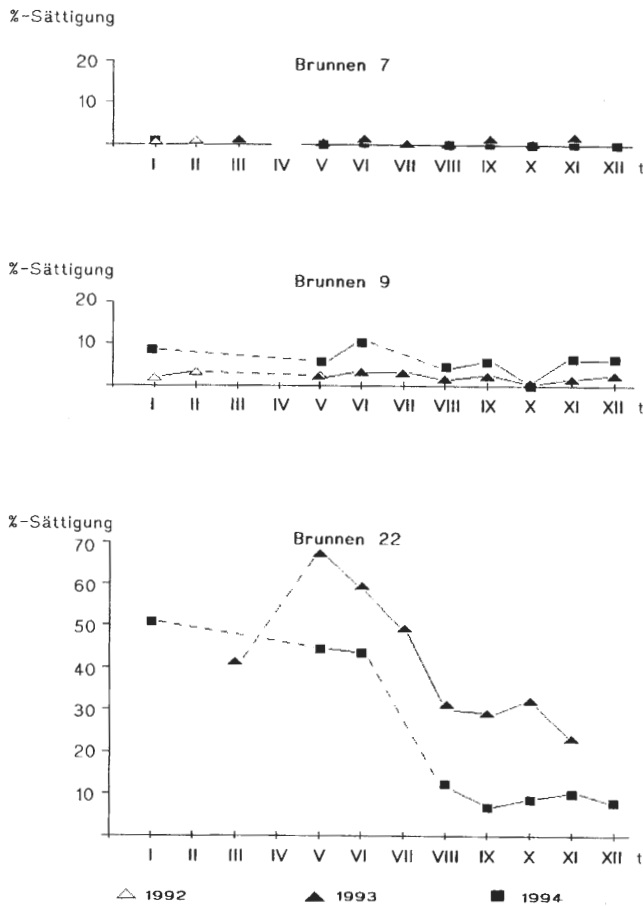 %-Sättigung
Brunnen 7
20
10
I II III IV V VI VII VIII IX X XI XII t
%-Sättigung
Brunnen 9
20
10
I II III IV V VI VII VIII IX X XI XII t
%-Sättigung
Brunnen 22
70
60
50
40
30
20
10
I II III IV V VI VII VIII IX X XI XII t
1992 1993 1994